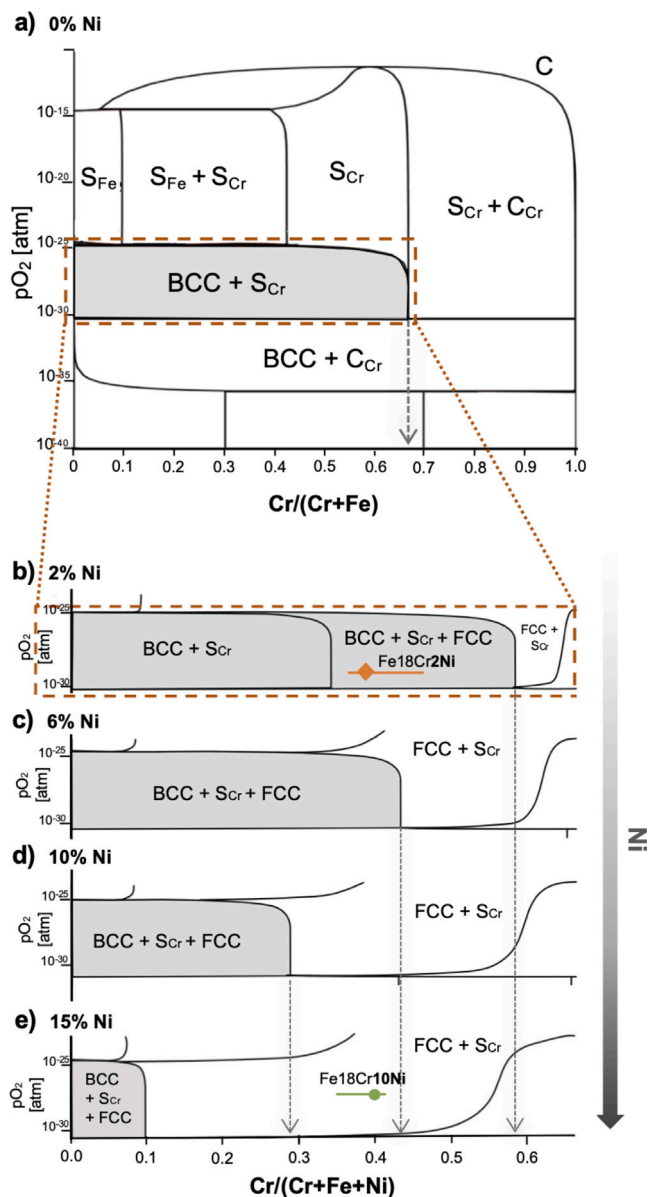 a) 0% Ni
C
10-15
10-20
10-25
10-30
10-35
10-40
pO2 [atm]
SFe
SFe + SCr
SCr
SCr + CCr
BCC + SCr
BCC + CCr
0 0.1 0.2 0.3 0.4 0.5 0.6 0.7 0.8 0.9 1.0
Cr/(Cr+Fe)
b) 2% Ni
10-25
10-30
pO2
[atm]
BCC + SCr
BCC + SCr + FCC
FCC +
SCr
Fe18Cr2Ni
c) 6% Ni
10-25
10-30
pO2
[atm]
BCC + SCr + FCC
FCC + SCr
d) 10% Ni
10-25
10-30
pO2
[atm]
BCC + SCr + FCC
FCC + SCr
e) 15% Ni
10-25
10-30
pO2
[atm]
BCC
+ SCr
+ FCC
FCC + SCr
Fe18Cr10Ni
0.0 0.1 0.2 0.3 0.4 0.5 0.6
Cr/(Cr+Fe+Ni)
Ni